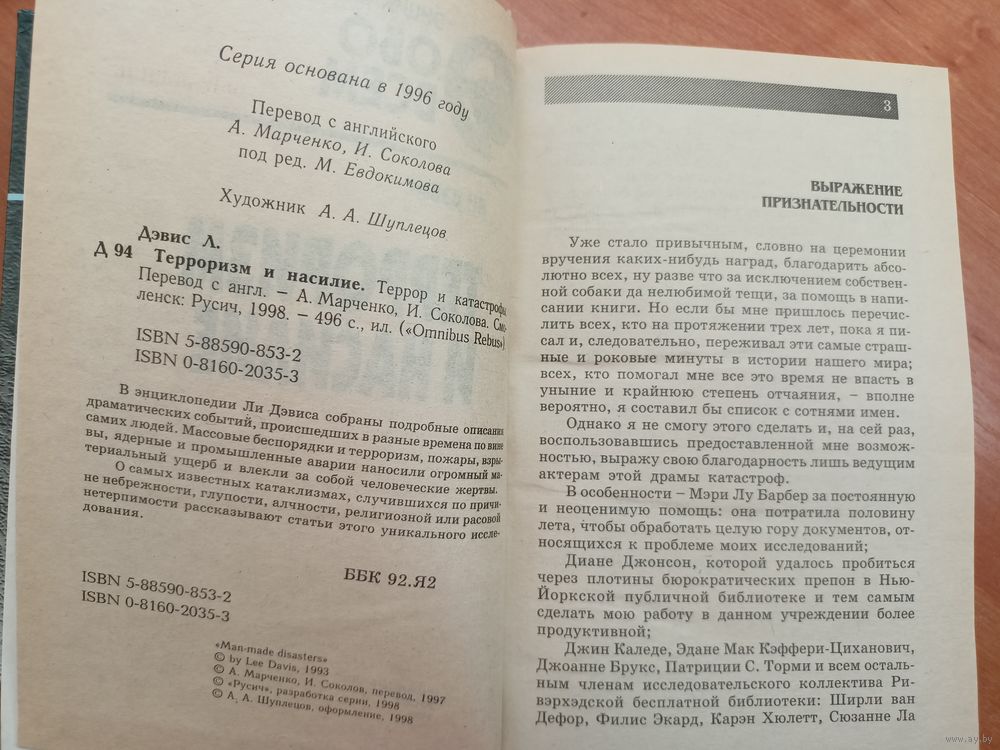 Серия основана в 1996 году
Перевод с английского
А. Марченко, И. Соколова
под ред. М. Евдокимова
Художник А. А. Шуплецов
Дэвис Л.
Д 94 Терроризм и насилие. Террор и катастрофы
Перевод с англ. – А. Марченко, И. Соколова. Смо-
ленск: Русич, 1998. – 496 с., ил. («Omnibus Rebus»)
ISBN 5-88590-853-2
ISBN 0-8160-2035-3
В энциклопедии Ли Дэвиса собраны подробные описания
драматических событий, происшедших в разные времена по вине
самих людей. Массовые беспорядки и терроризм, пожары, взры-
вы, ядерные и промышленные аварии наносили огромный ма-
териальный ущерб и влекли за собой человеческие жертвы.
О самых известных катаклизмах, случившихся по причи-
не небрежности, глупости, алчности, религиозной или расовой
нетерпимости рассказывают статьи этого уникального иссле-
дования.
ББК 92.Я2
ISBN 5-88590-853-2
ISBN 0-8160-2035-3
«Man-made disasters»
© by Lee Davis, 1993
© А. Марченко, И. Соколов, перевод, 1997
© «Русич», разработка серии, 1998
© А. А. Шуплецов, оформление, 1998
3
ВЫРАЖЕНИЕ
ПРИЗНАТЕЛЬНОСТИ
Уже стало привычным, словно на церемонии
вручения каких-нибудь наград, благодарить абсо-
лютно всех, ну разве что за исключением собствен-
ной собаки да нелюбимой тещи, за помощь в напи-
сании книги. Но если бы мне пришлось перечис-
лить всех, кто на протяжении трех лет, пока я пи-
сал и, следовательно, переживал эти самые страш-
ные и роковые минуты в истории нашего мира;
всех, кто помогал мне все это время не впасть в
уныние и крайнюю степень отчаяния, – вполне
вероятно, я составил бы список с сотнями имен.
Однако я не смогу этого сделать и, на сей раз,
воспользовавшись предоставленной мне возмож-
ностью, выражу свою благодарность лишь ведущим
актерам этой драмы катастроф.
В особенности – Мэри Лу Барбер за постоянную
и неоценимую помощь: она потратила половину
лета, чтобы обработать целую гору документов, от-
носящихся к проблеме моих исследований;
Диане Джонсон, которой удалось пробиться
через плотины бюрократических препон в Нью-
Йоркской публичной библиотеке и тем самым
сделать мою работу в данном учреждении более
продуктивной;
Джин Каледе, Эдане Мак Кэффери-Циханович,
Джоанне Брукс, Патриции С. Торми и всем осталь-
ным членам исследовательского коллектива Ри-
вэрхэдской бесплатной библиотеки: Ширли ван
Дефор, Филис Экард, Карэн Хюлетт, Сюзанне Ла
www.ay.by